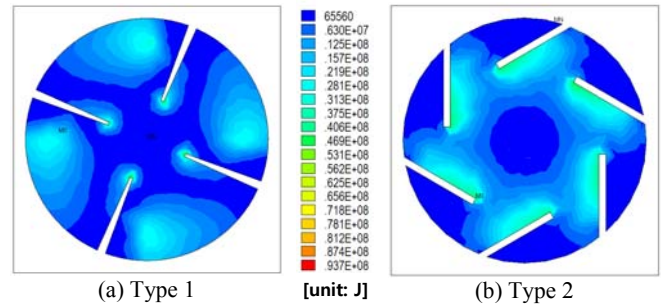 65560
.630E+07
.125E+08
.157E+08
.219E+08
.281E+08
.313E+08
.375E+08
.406E+08
.469E+08
.531E+08
.562E+08
.625E+08
.656E+08
.718E+08
.781E+08
.812E+08
.874E+08
.937E+08
(a) Type 1
[unit: J]
(b) Type 2